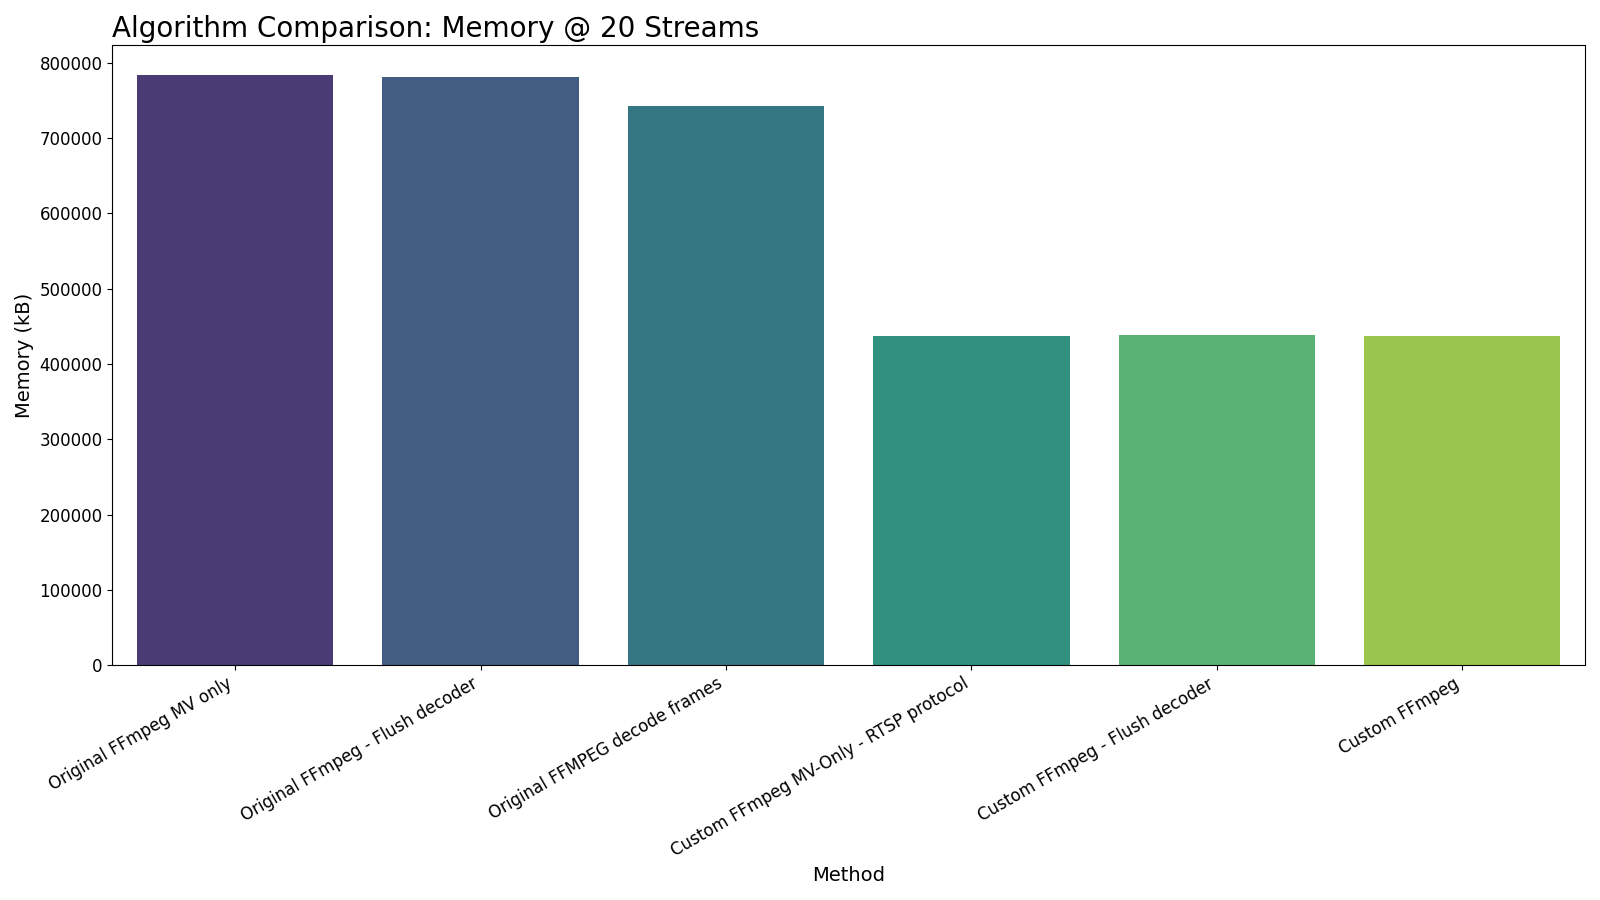 Algorithm Comparison: Memory @ 20 Streams
800000
700000
600000
500000
400000
300000
200000
100000
0
Memory (kB)
Original FFmpeg MV only
Original FFmpeg - Flush decoder
Original FFMPEG decode frames
Custom FFmpeg MV-Only - RTSP protocol
Custom FFmpeg - Flush decoder
Custom FFmpeg
Method